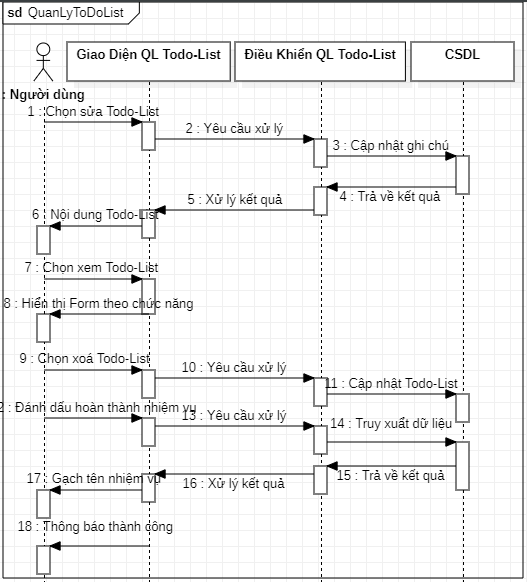 sd QuanLyToDoList
Giao Diện QL Todo-List
Điều Khiển QL Todo-List
CSDL
: Người dùng
1 : Chọn sửa Todo-List
2 : Yêu cầu xử lý
3 : Cập nhật ghi chú
4 : Trả về kết quả
5 : Xử lý kết quả
6 : Nội dung Todo-List
7 : Chọn xem Todo-List
8 : Hiển thị Form theo chức năng
9 : Chọn xoá Todo-List
10 : Yêu cầu xử lý
11 : Cập nhật Todo-List
2 : Đánh dấu hoàn thành nhiệm vụ
13 : Yêu cầu xử lý
14 : Truy xuất dữ liệu
15 : Trả về kết quả
16 : Xử lý kết quả
17 : Gạch tên nhiệm vụ
18 : Thông báo thành công